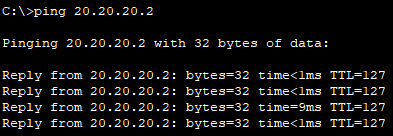 C:\>ping 20.20.20.2
Pinging 20.20.20.2 with 32 bytes of data:
Reply from 20.20.20.2: bytes=32 time<1ms TTL=127
Reply from 20.20.20.2: bytes=32 time<1ms TTL=127
Reply from 20.20.20.2: bytes=32 time=9ms TTL=127
Reply from 20.20.20.2: bytes=32 time<1ms TTL=127